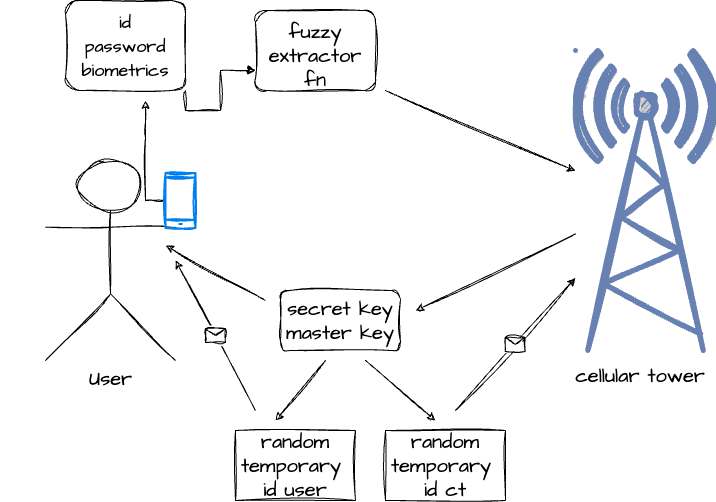 id
password
biometrics
fuzzy
extractor
fn
secret key
master key
User
cellular tower
random
temporary
id user
random
temporary
id ct